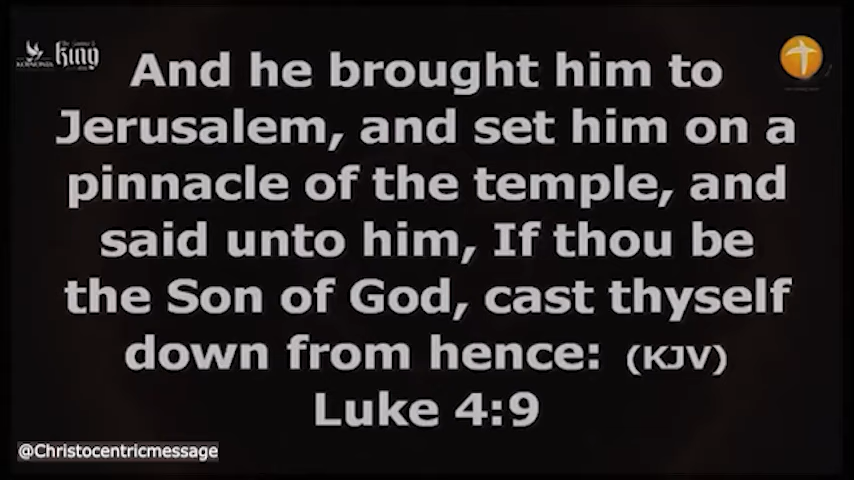 KOINONIA
King
And he brought him to
Jerusalem, and set him on a
pinnacle of the temple, and
said unto him, If thou be
the Son of God, cast thyself
down from hence: (KJV)
Luke 4:9
@Christocentricmessage